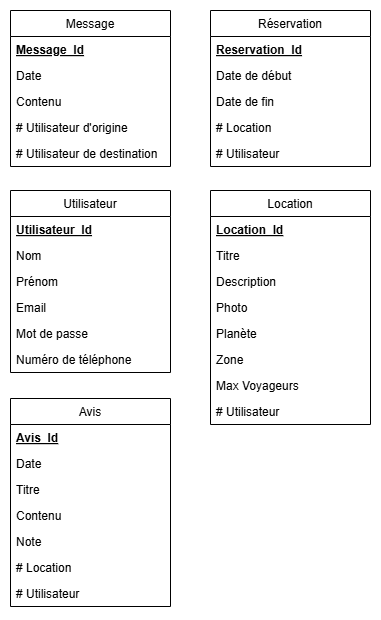 Message
Message_Id
Date
Contenu
# Utilisateur d'origine
# Utilisateur de destination
Réservation
Reservation_Id
Date de début
Date de fin
# Location
# Utilisateur
Utilisateur
Utilisateur_Id
Nom
Prénom
Email
Mot de passe
Numéro de téléphone
Location
Location_Id
Titre
Description
Photo
Planète
Zone
Max Voyageurs
# Utilisateur
Avis
Avis_Id
Date
Titre
Contenu
Note
# Location
# Utilisateur